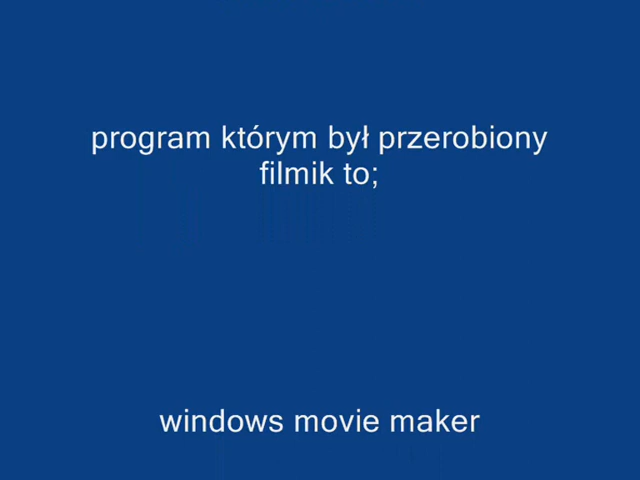 program którym był przerobiony
filmik to;
windows movie maker